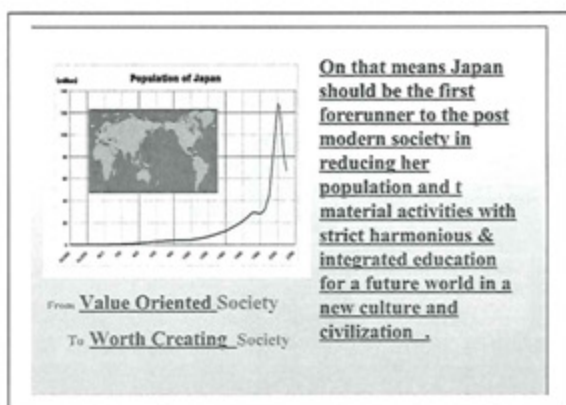 Population of Japan
From Value Oriented Society
To Worth Creating Society
On that means Japan
should be the first
forerunner to the post
modern society in
reducing her
population and t
material activities with
strict harmonious &
integrated education
for a future world in a
new culture and
civilization .